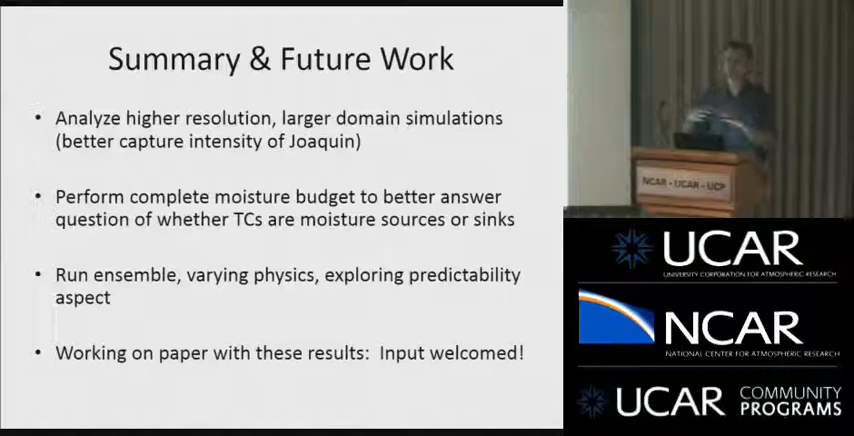 Summary & Future Work
• Analyze higher resolution, larger domain simulations
(better capture intensity of Joaquin)
• Perform complete moisture budget to better answer
question of whether TCs are moisture sources or sinks
• Run ensemble, varying physics, exploring predictability
aspect
• Working on paper with these results:  Input welcomed!
NCAR - UCAR - UCP
UCAR
UNIVERSITY CORPORATION FOR ATMOSPHERIC RESEARCH
NCAR
NATIONAL CENTER FOR ATMOSPHERIC RESEARCH
UCAR COMMUNITY
PROGRAMS